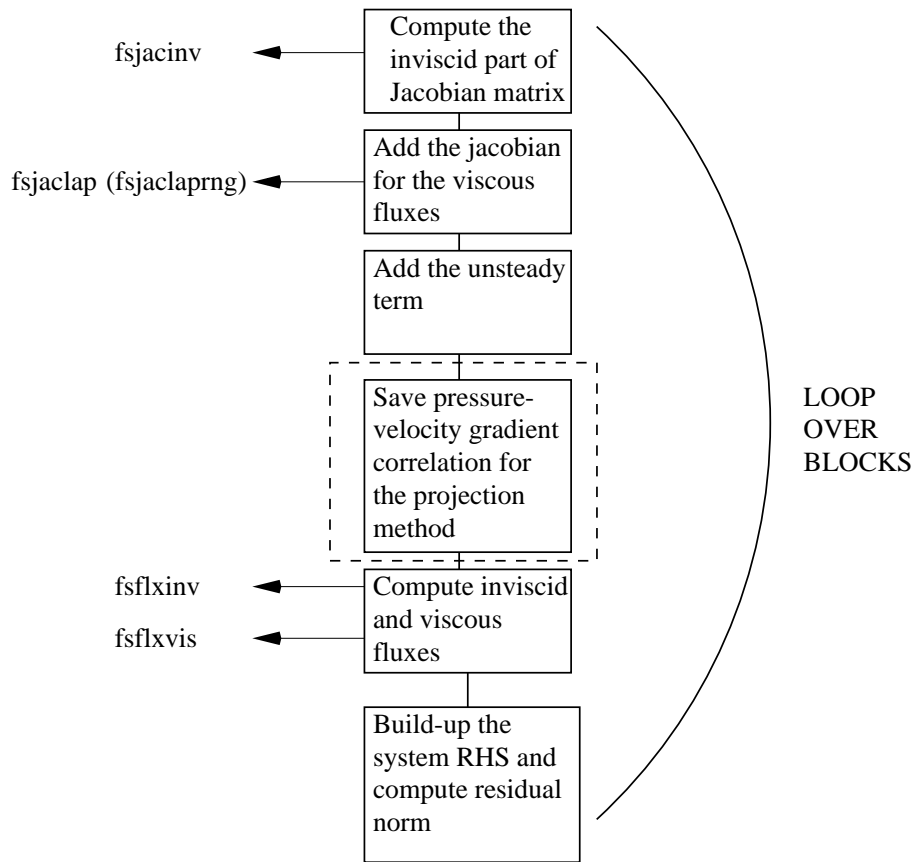 Compute the
inviscid part of
Jacobian matrix
fsjacinv
Add the jacobian
for the viscous
fluxes
fsjaclap (fsjaclaprng)
Add the unsteady
term
Save pressure-
velocity gradient
correlation for
the projection
method
LOOP
OVER
BLOCKS
fsflxinv
fsflxvis
Compute inviscid
and viscous
fluxes
Build-up the
system RHS and
compute residual
norm